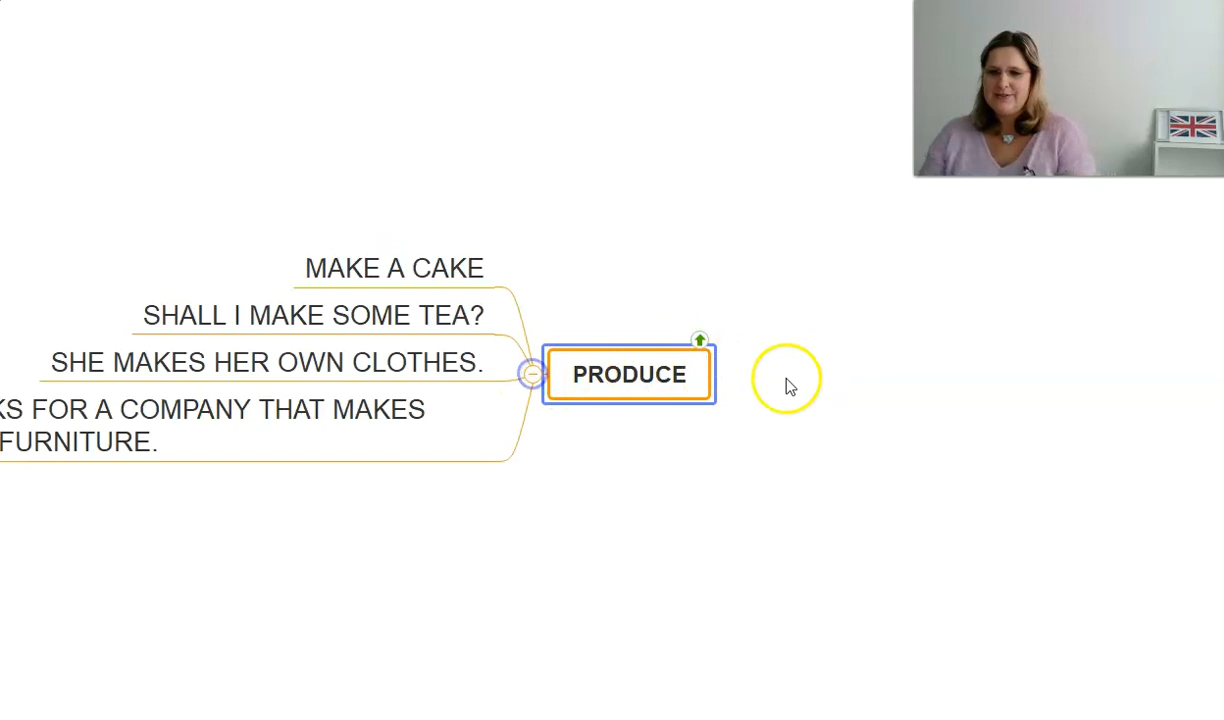 MAKE A CAKE
SHALL I MAKE SOME TEA?
SHE MAKES HER OWN CLOTHES.
FOR A COMPANY THAT MAKES
FURNITURE.
PRODUCE